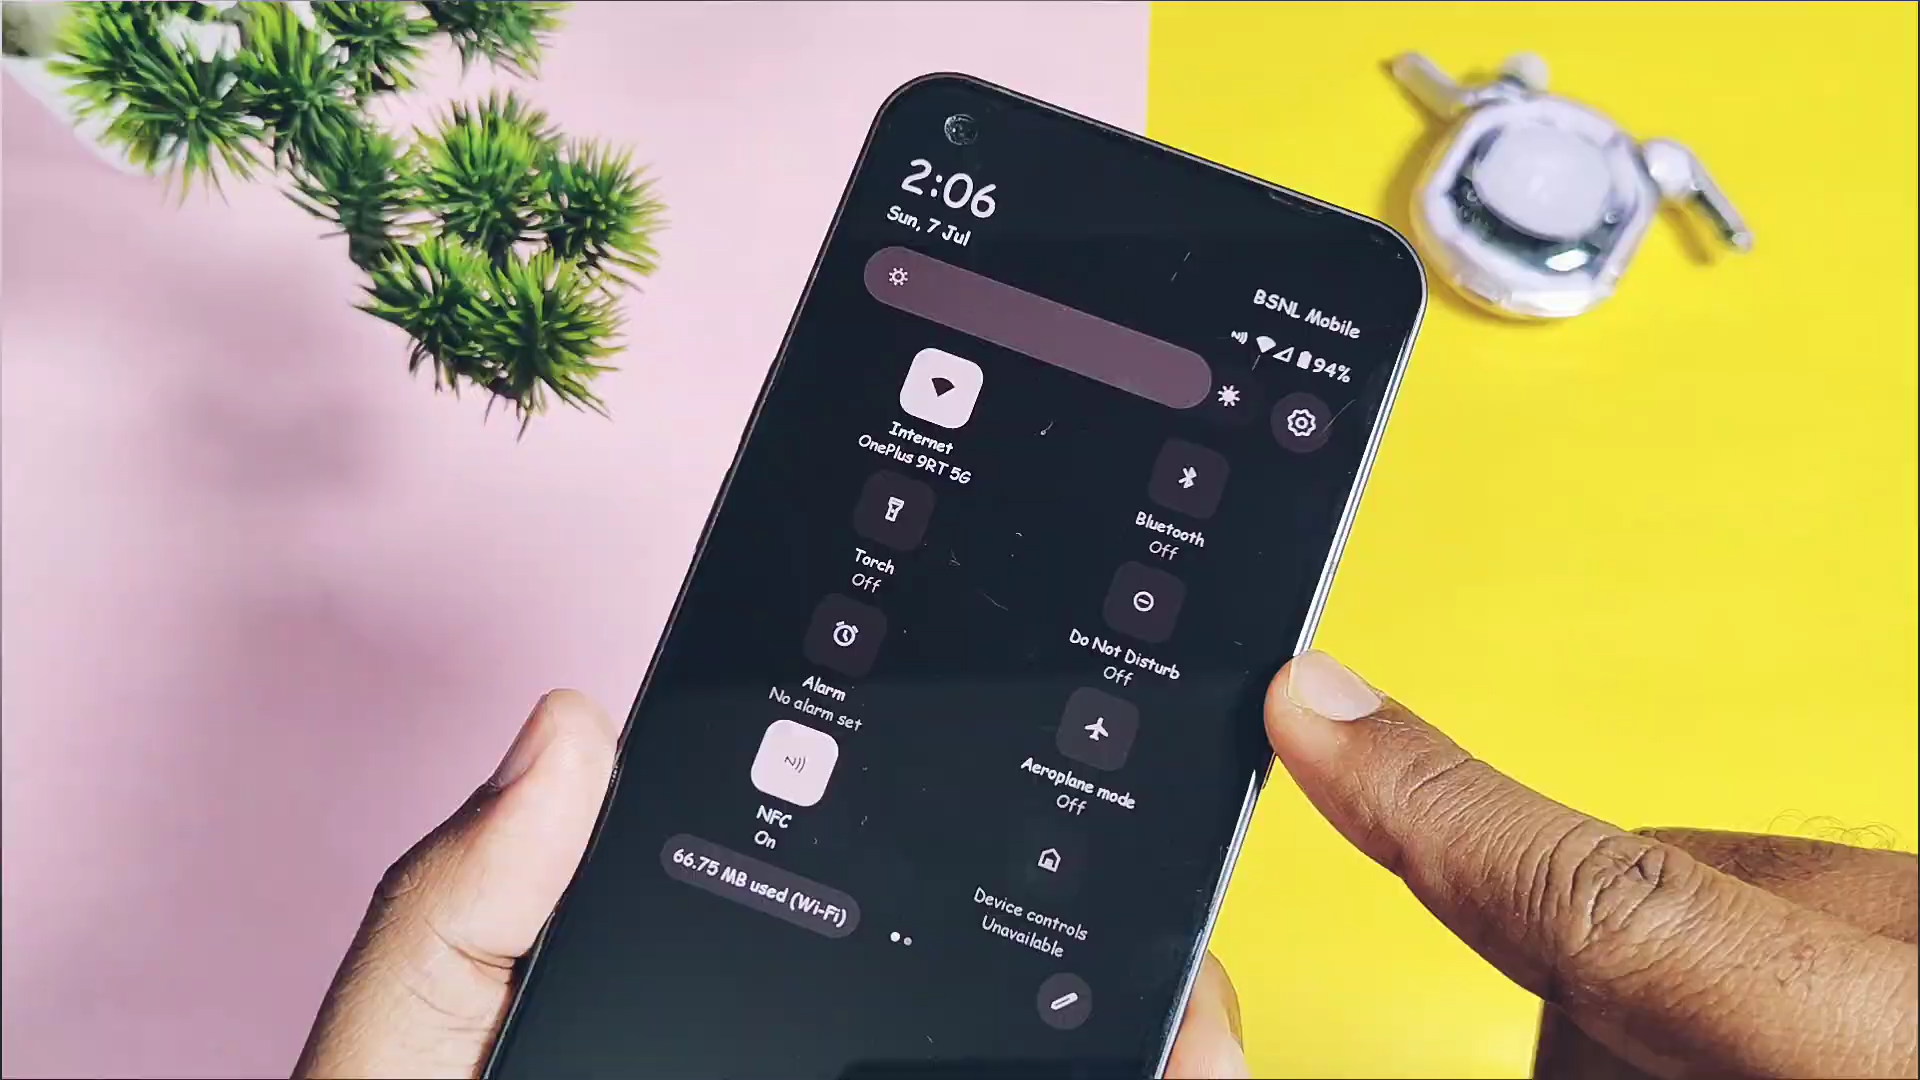 2:06
Sun, 7 Jul
BSNL Mobile
94%
Internet
OnePlus 9RT 5G
Bluetooth
Off
Torch
Off
Do Not Disturb
Off
Alarm
No alarm set
Aeroplane mode
Off
NFC
On
Device controls
Unavailable
66.75 MB used (Wi-Fi)